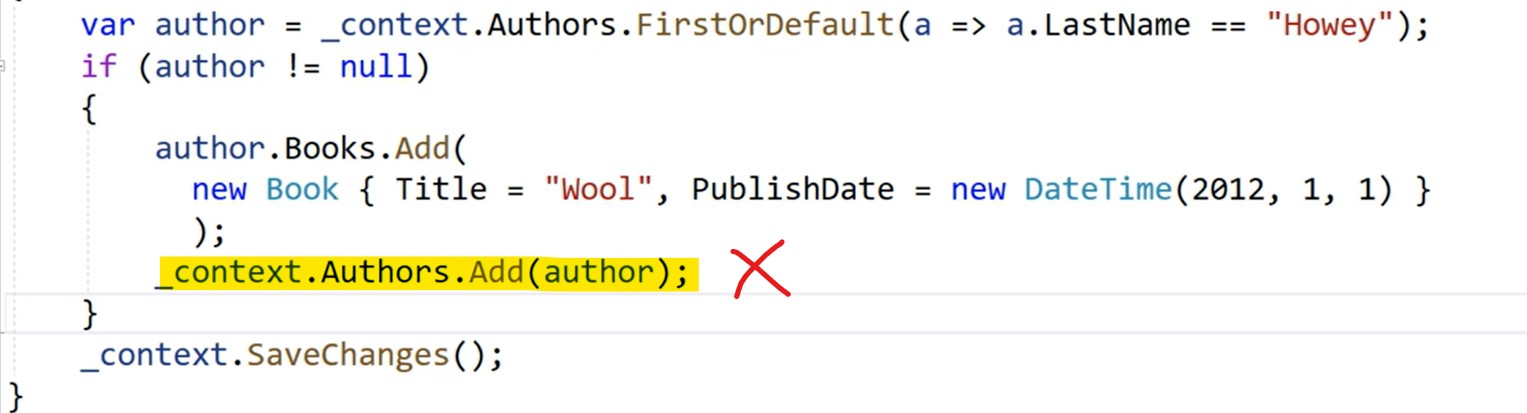 var author = _context.Authors.FirstOrDefault(a => a.LastName == "Howey");
if (author != null)
{
author.Books.Add(
new Book { Title = "Wool", PublishDate = new DateTime(2012, 1, 1) }
);
_context.Authors.Add(author);
}
_context.SaveChanges();
}